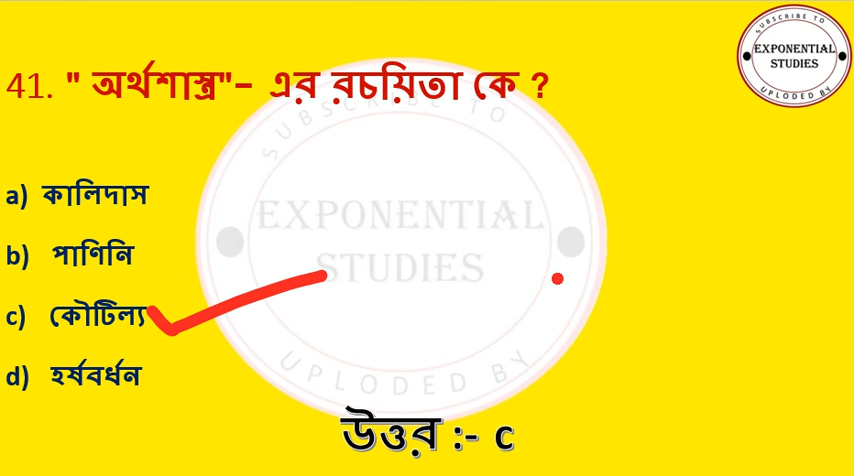 SUBSCRIBE TO
EXPONENTIAL
STUDIES
UPLODED BY
41. " অর্থশাস্ত্র"– এর রচয়িতা কে ?
SUBSCRIBE TO
EXPONENTIAL
STUDIES
UPLODED BY
a) কালিদাস
b) পাণিনি
c) কৌটিল্য
d) হর্ষবর্ধন
উত্তর :- c